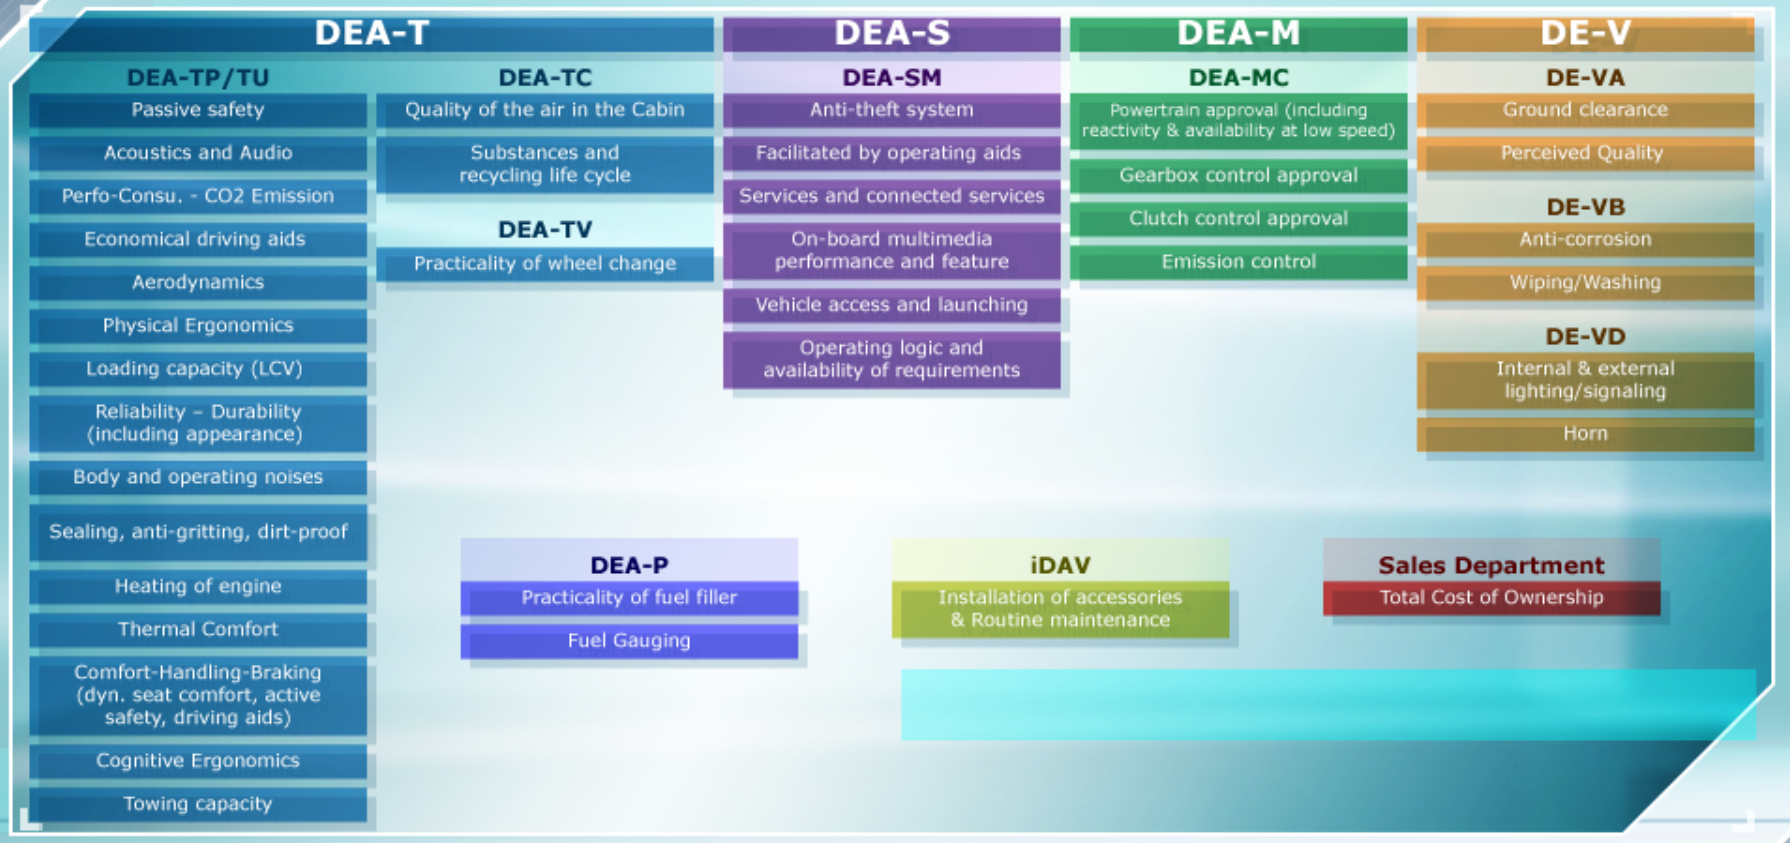 DEA-T
DEA-TP/TU
Passive safety
Acoustics and Audio
Perfo-Consu. - CO2 Emission
Economical driving aids
Aerodynamics
Physical Ergonomics
Loading capacity (LCV)
Reliability – Durability
(including appearance)
Body and operating noises
Sealing, anti-gritting, dirt-proof
Heating of engine
Thermal Comfort
Comfort-Handling-Braking
(dyn. seat comfort, active
safety, driving aids)
Cognitive Ergonomics
Towing capacity
DEA-TC
Quality of the air in the Cabin
Substances and
recycling life cycle
DEA-TV
Practicality of wheel change
DEA-S
DEA-SM
Anti-theft system
Facilitated by operating aids
Services and connected services
On-board multimedia
performance and feature
Vehicle access and launching
Operating logic and
availability of requirements
DEA-M
DEA-MC
Powertrain approval (including
reactivity & availability at low speed)
Gearbox control approval
Clutch control approval
Emission control
DE-V
DE-VA
Ground clearance
Perceived Quality
DE-VB
Anti-corrosion
Wiping/Washing
DE-VD
Internal & external
lighting/signaling
Horn
DEA-P
Practicality of fuel filler
Fuel Gauging
iDAV
Installation of accessories
& Routine maintenance
Sales Department
Total Cost of Ownership